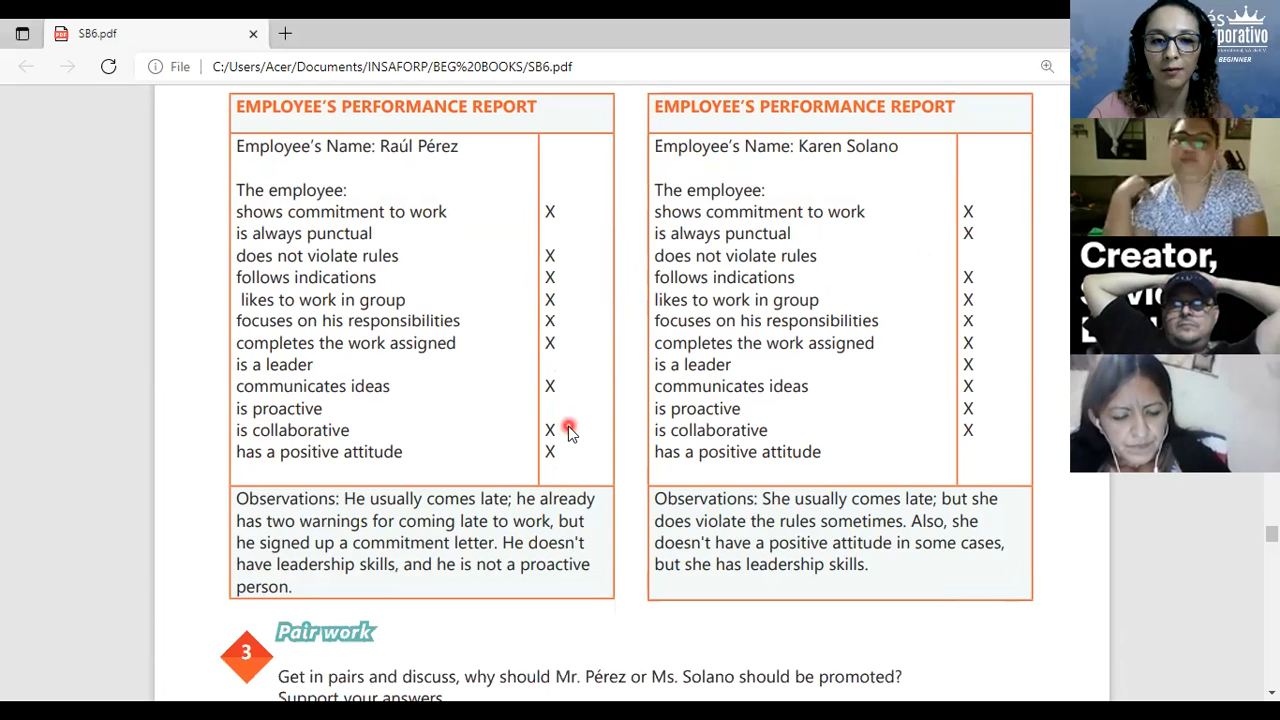 SB6.pdf
File
C:/Users/Acer/Documents/INSAFORP/BEG%20BOOKS/SB6.pdf
EMPLOYEE'S PERFORMANCE REPORT
Employee's Name: Raúl Pérez
The employee:
shows commitment to work X
is always punctual
does not violate rules X
follows indications X
likes to work in group X
focuses on his responsibilities X
completes the work assigned X
is a leader
communicates ideas X
is proactive
is collaborative X
has a positive attitude X
Observations: He usually comes late; he already
has two warnings for coming late to work, but
he signed up a commitment letter. He doesn't
have leadership skills, and he is not a proactive
person.
EMPLOYEE'S PERFORMANCE REPORT
Employee's Name: Karen Solano
The employee:
shows commitment to work X
is always punctual X
does not violate rules
follows indications X
likes to work in group X
focuses on his responsibilities X
completes the work assigned X
is a leader X
communicates ideas X
is proactive X
is collaborative X
has a positive attitude
Observations: She usually comes late; but she
does violate the rules sometimes. Also, she
doesn't have a positive attitude in some cases,
but she has leadership skills.
3
Pair work
Get in pairs and discuss, why should Mr. Pérez or Ms. Solano should be promoted?
Support your answers
BEGINNER
Creator,